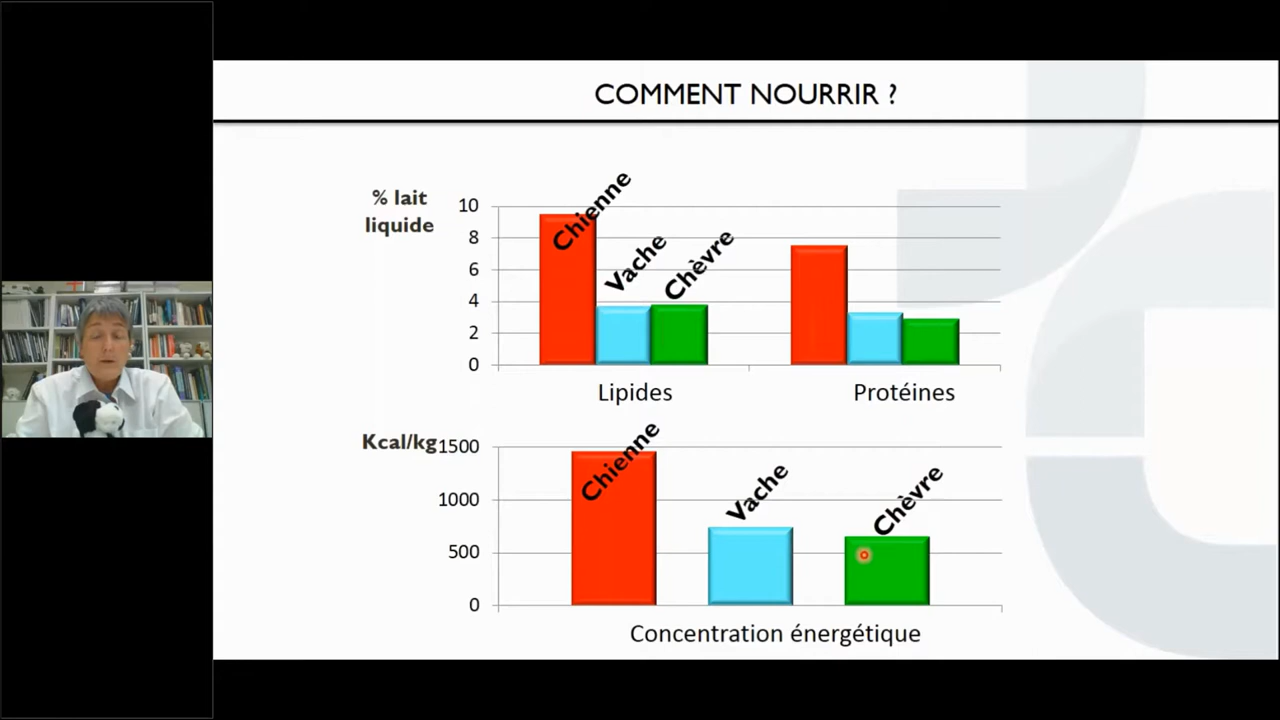 COMMENT NOURRIR ?
% lait
liquide
10
8
6
4
2
0
Chienne
Vache
Chèvre
Lipides
Protéines
Kcal/kg
1500
1000
500
0
Chienne
Vache
Chèvre
Concentration énergétique